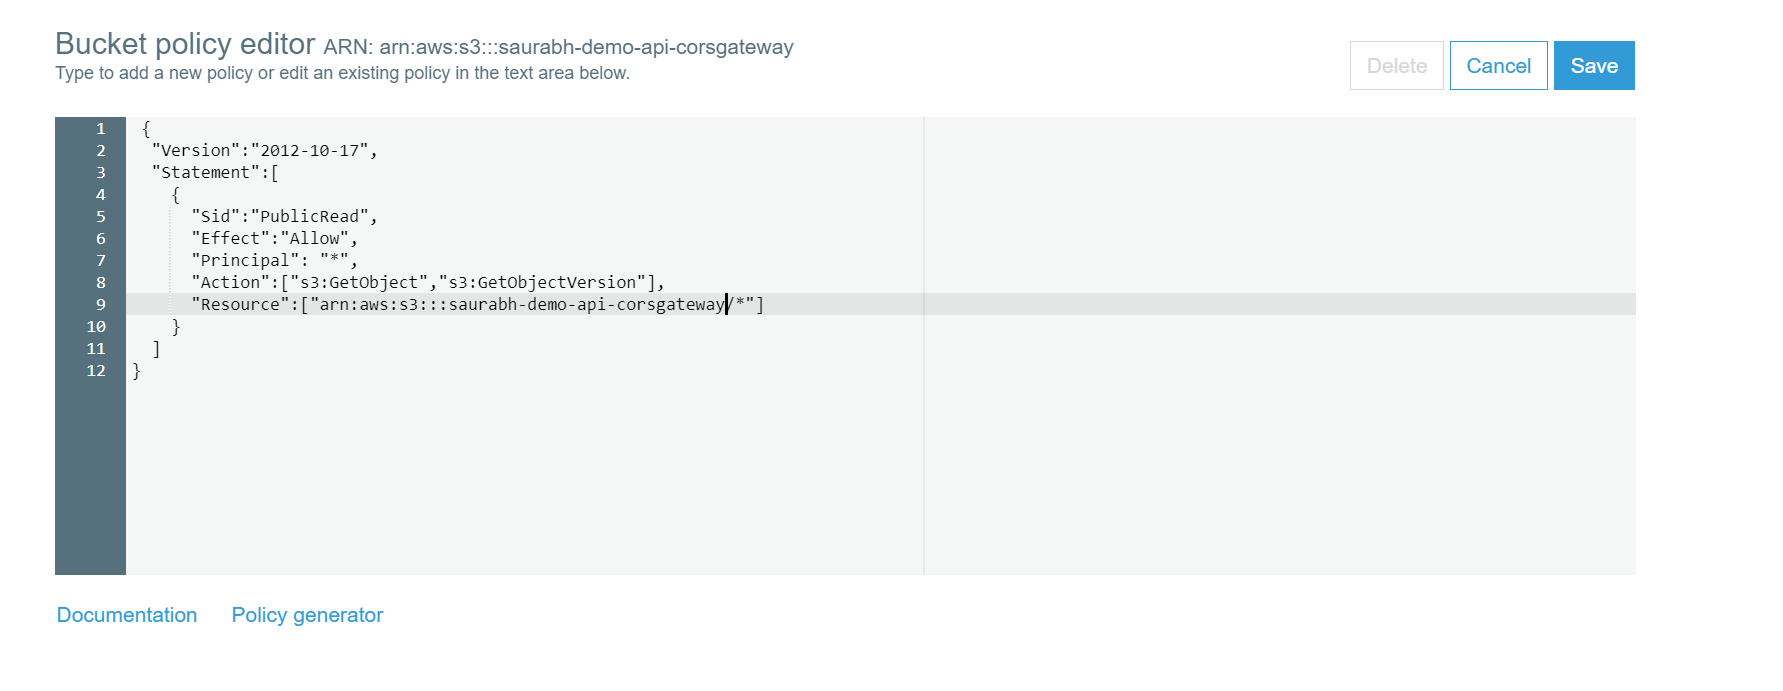 Bucket policy editor ARN: arn:aws:s3:::saurabh-demo-api-corsgateway
Type to add a new policy or edit an existing policy in the text area below.
Delete Cancel Save
1 {
2 "Version":"2012-10-17",
3 "Statement":[
4 {
5 "Sid":"PublicRead",
6 "Effect":"Allow",
7 "Principal": "*",
8 "Action":["s3:GetObject","s3:GetObjectVersion"],
9 "Resource":["arn:aws:s3:::saurabh-demo-api-corsgateway/*"]
10 }
11 ]
12 }
Documentation Policy generator